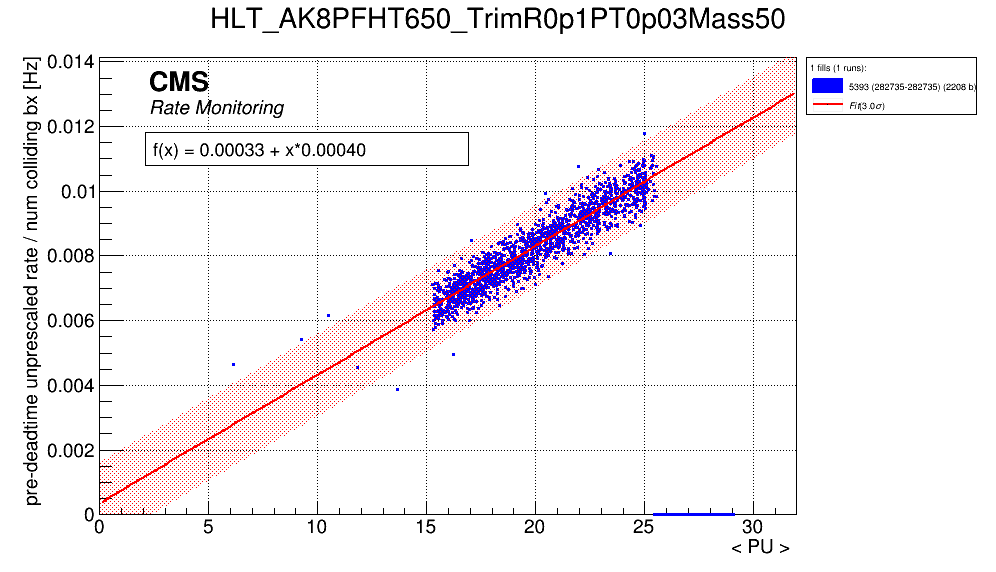 HLT_AK8PFHT650_TrimR0p1PT0p03Mass50
pre-deadtime unprescaled rate / num colliding bx [Hz]
0.014
0.012
0.01
0.008
0.006
0.004
0.002
0
CMS
Rate Monitoring
f(x) = 0.00033 + x*0.00040
0 5 10 15 20 25 30
< PU >
1 fills (1 runs):
5393 (282735-282735) (2208 b)
Fit(3.0σ)